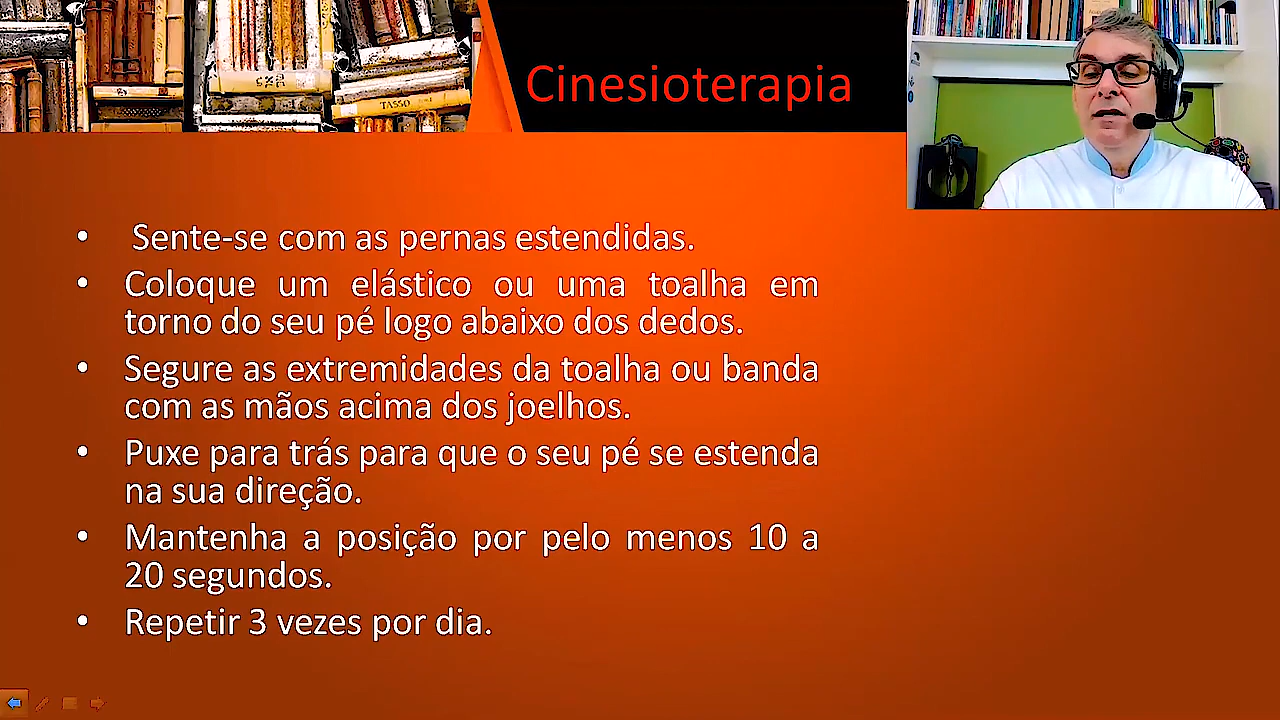 TASSO
Cinesioterapia
• Sente-se com as pernas estendidas.
• Coloque um elástico ou uma toalha em
torno do seu pé logo abaixo dos dedos.
• Segure as extremidades da toalha ou banda
com as mãos acima dos joelhos.
• Puxe para trás para que o seu pé se estenda
na sua direção.
• Mantenha a posição por pelo menos 10 a
20 segundos.
• Repetir 3 vezes por dia.